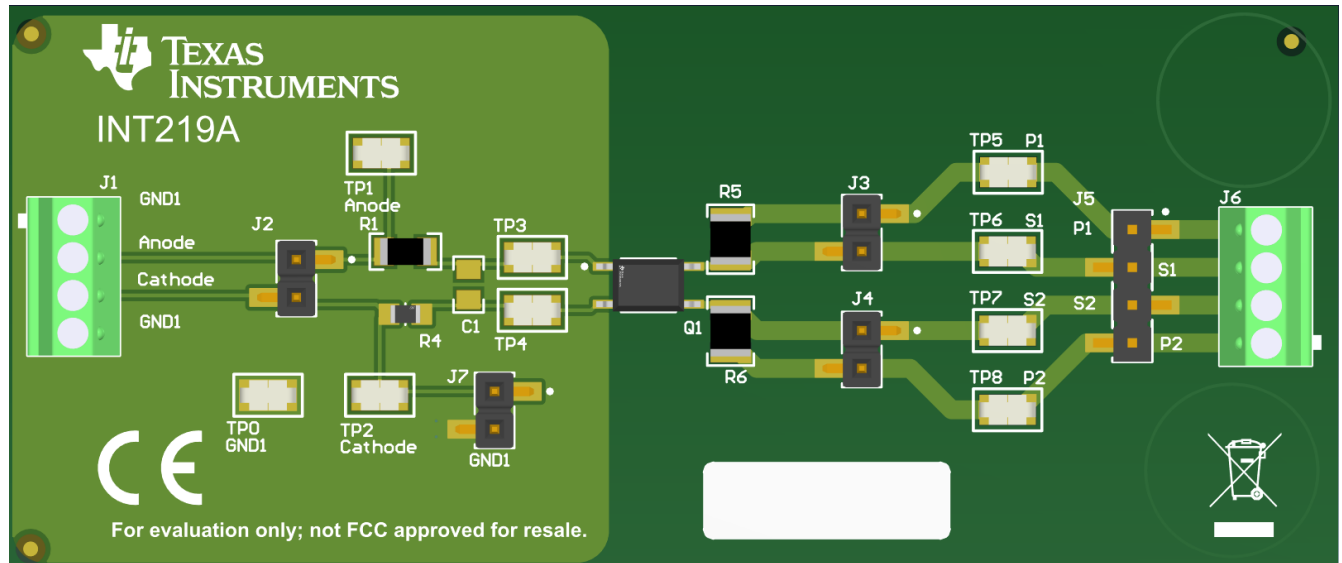 TEXAS
INSTRUMENTS
INT219A
TP1
Anode
R1
J1
GND1
Anode
Cathode
GND1
J2
TP3
TP4
C1
R4
TP0
GND1
TP2
Cathode
J7
GND1
Q1
R5
R6
J3
J4
TP5 P1
TP6 S1
TP7 S2
TP8 P2
J5
P1
S1
S2
P2
J6
CE
For evaluation only; not FCC approved for resale.